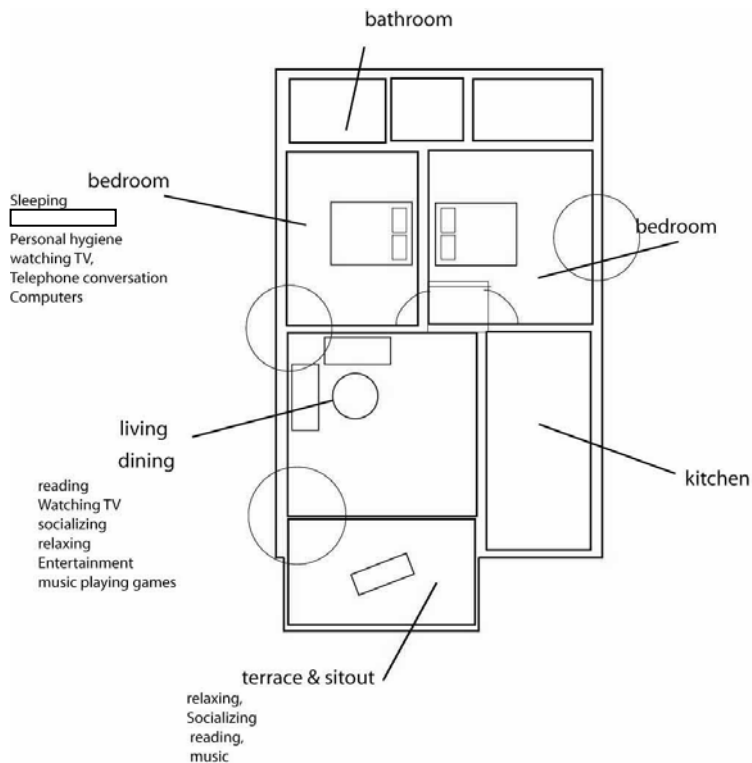 bathroom
bedroom
Sleeping
Personal hygiene
watching TV,
Telephone conversation
Computers
bedroom
living
dining
reading
Watching TV
socializing
relaxing
Entertainment
music playing games
kitchen
terrace & sitout
relaxing,
Socializing
reading,
music